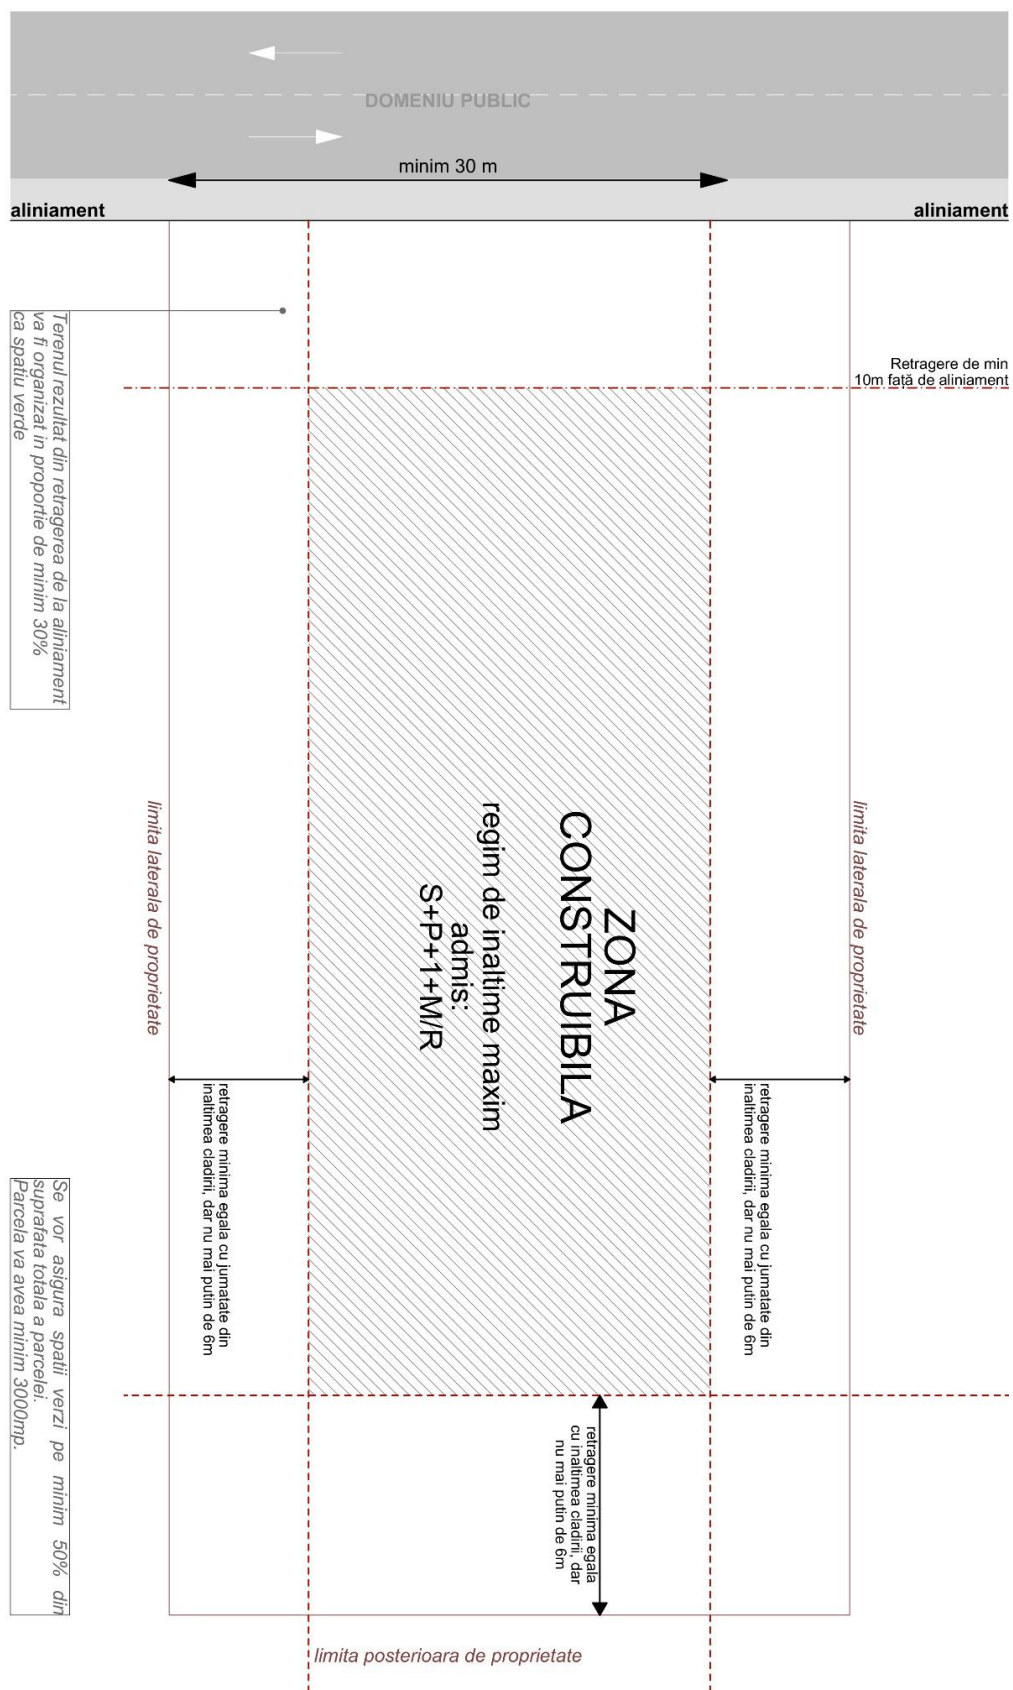 DOMENIU PUBLIC
minim 30 m
aliniament
aliniament
Retragere de min
10m față de aliniament
Terenul rezultat din retragerea de la aliniament
va fi organizat in proportie de minim 30%
ca spatiu verde
limita laterala de proprietate
limita laterala de proprietate
ZONA
CONSTRUIBILA
regim de inaltime maxim
admis:
S+P+1+M/R
retragere minima egala cu jumatate din
inaltimea cladirii, dar nu mai putin de 6m
retragere minima egala cu jumatate din
inaltimea cladirii, dar nu mai putin de 6m
Se vor asigura spatii verzi pe minim 50% din
suprafata totala a parcelei.
Parcela va avea minim 3000mp.
retragere minima egala
cu inaltimea cladirii, dar
nu mai putin de 6m
limita posterioara de proprietate